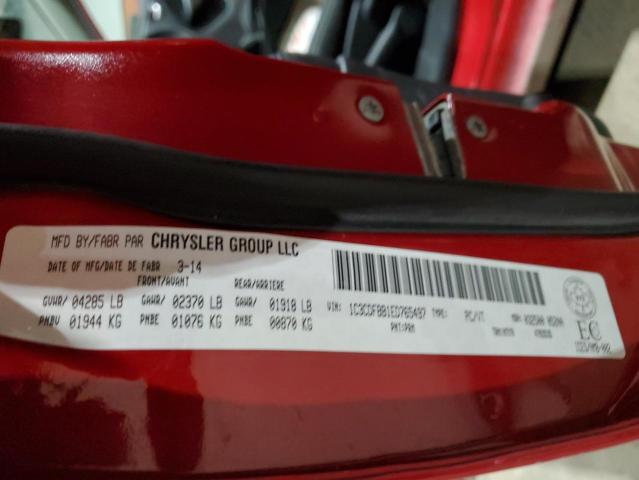 MFD BY/FABR PAR CHRYSLER GROUP LLC
DATE OF MFG/DATE DE FABR 3-14
FRONT/AVANT REAR/ARRIERE
GVWR/ 04285 LB GAWR/ 02370 LB GAWR/ 01918 LB
PNBV 01944 KG PNBE 01076 KG PNBE 00870 KG
VIN: 1C3CDFBB1ED765497 TYPE: PC/VT
PNT:PRM
EC